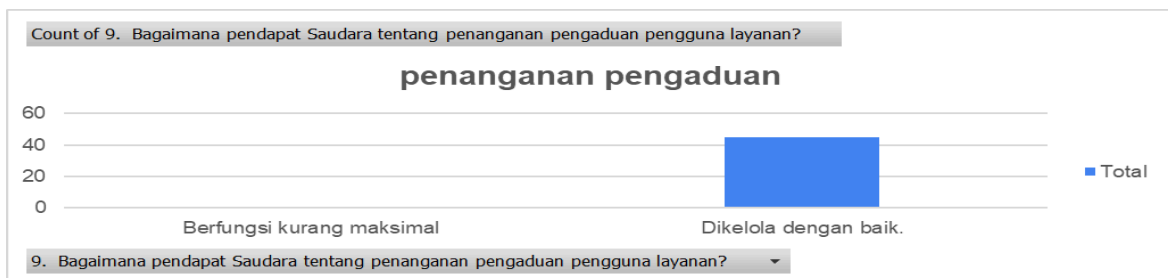 Count of 9. Bagaimana pendapat Saudara tentang penanganan pengaduan pengguna layanan?
penanganan pengaduan
60
40
20
0
Total
Berfungsi kurang maksimal Dikelola dengan baik.
9. Bagaimana pendapat Saudara tentang penanganan pengaduan pengguna layanan?